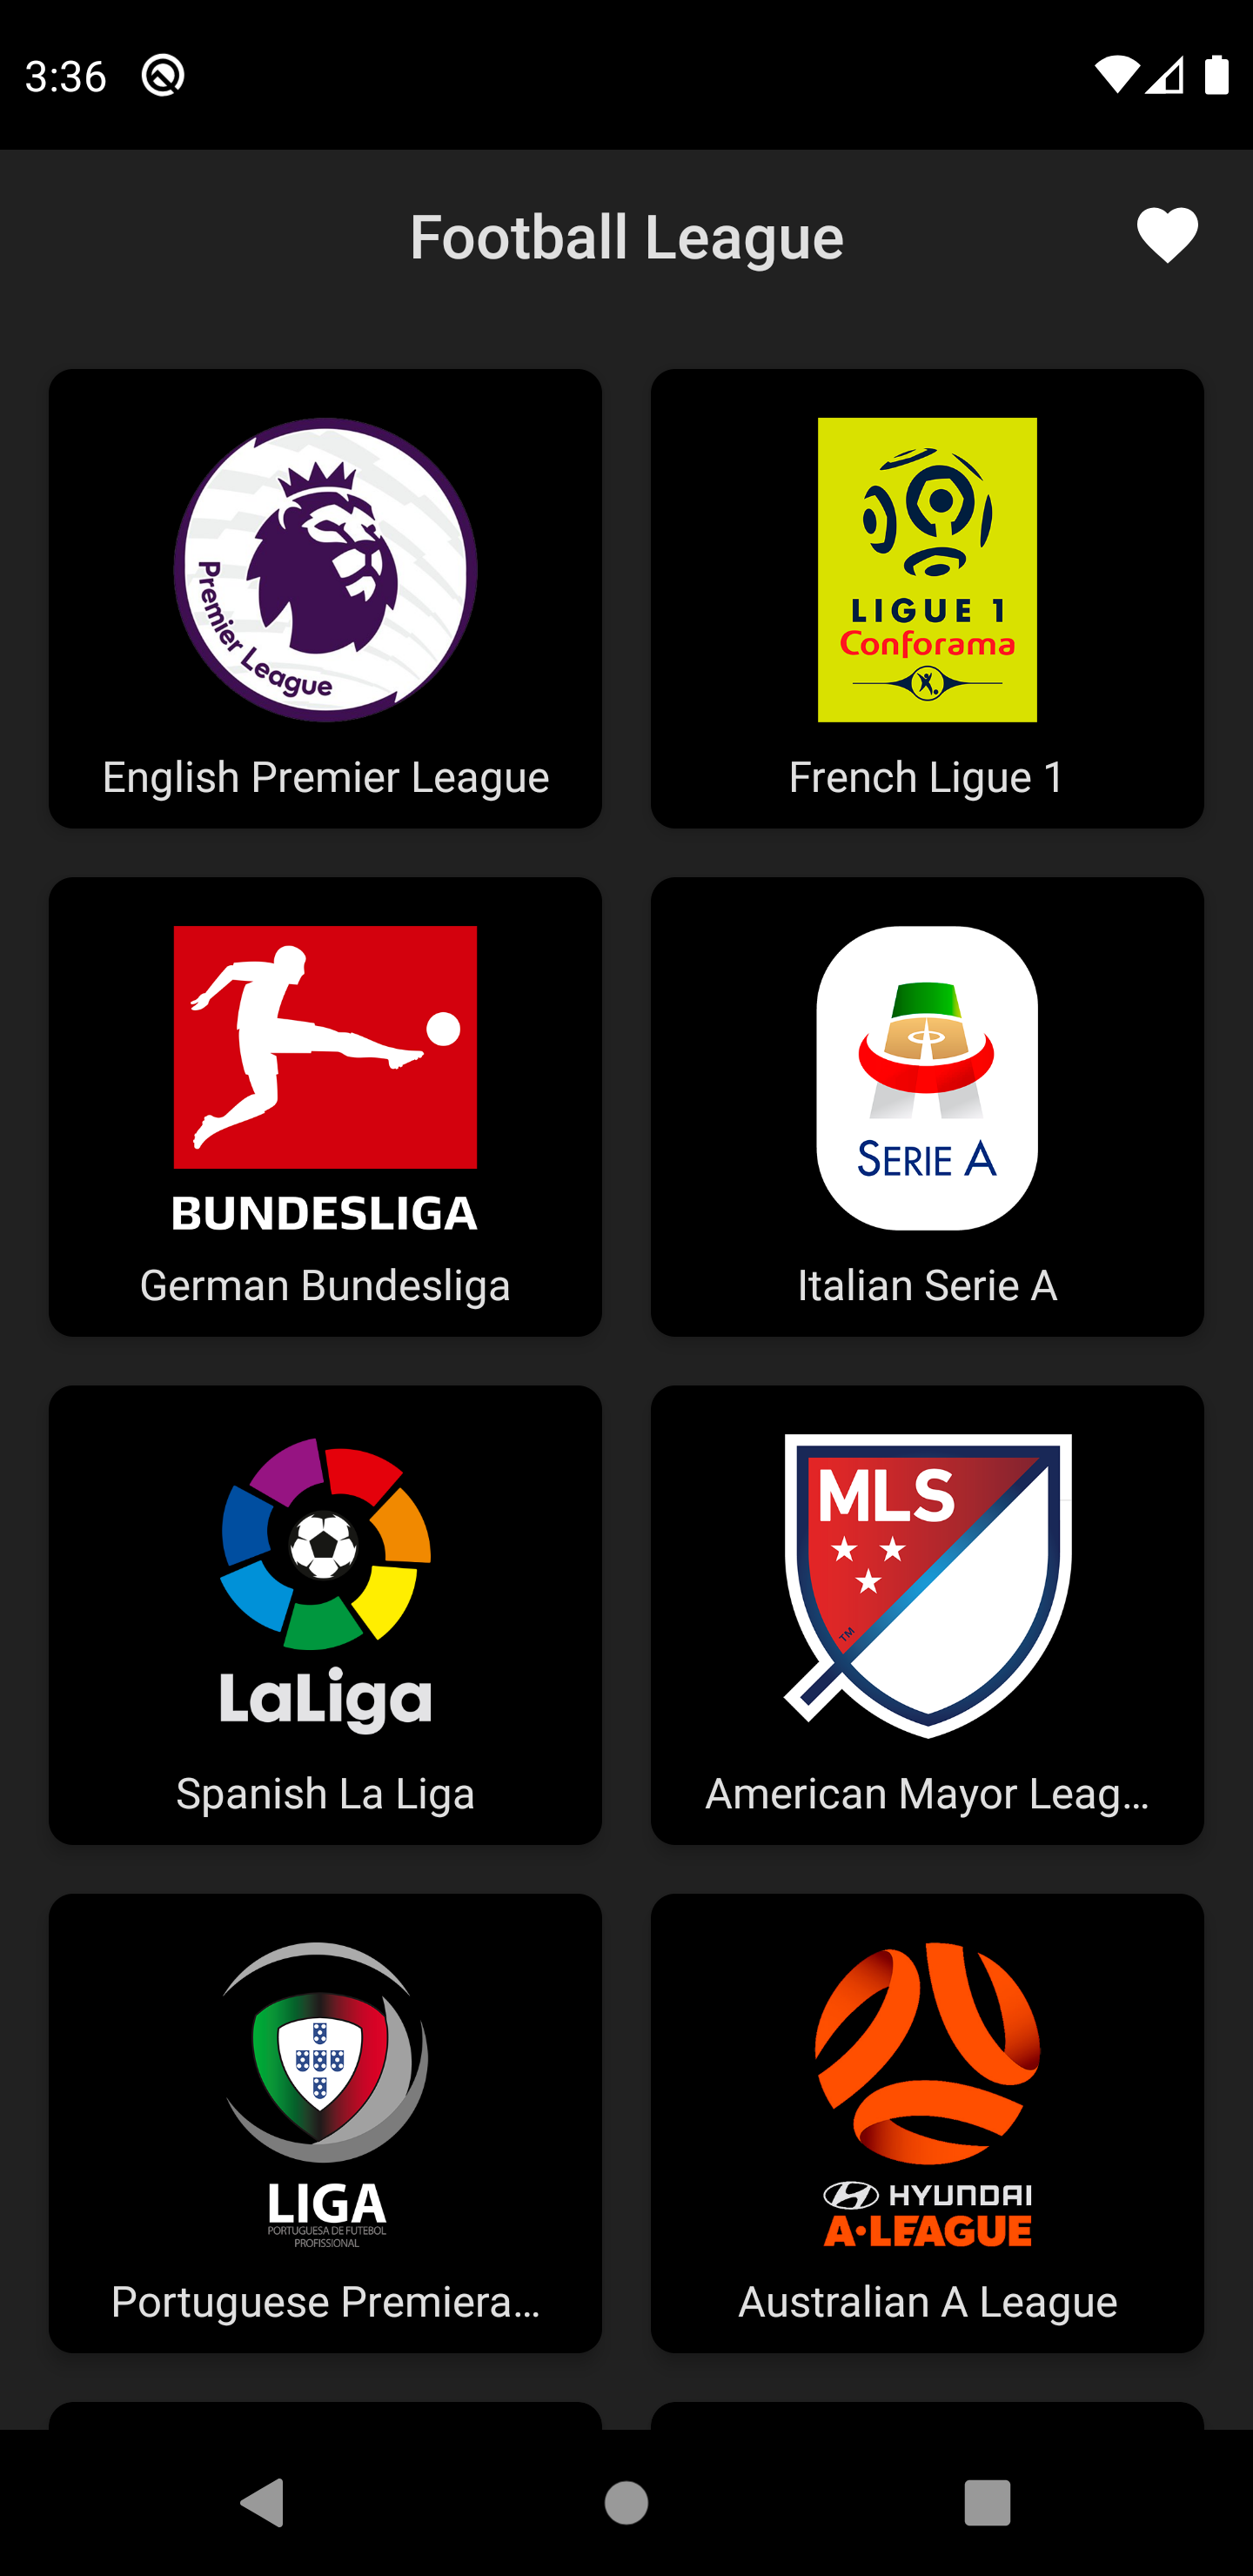 3:36
Football League
Premier League
English Premier League
LIGUE 1
Conforama
French Ligue 1
BUNDESLIGA
German Bundesliga
SERIE A
Italian Serie A
LaLiga
Spanish La Liga
MLS
TM
American Mayor Leag...
LIGA
PORTUGUESA DE FUTEBOL
PROFISSIONAL
Portuguese Premiera...
HYUNDAI
A•LEAGUE
Australian A League